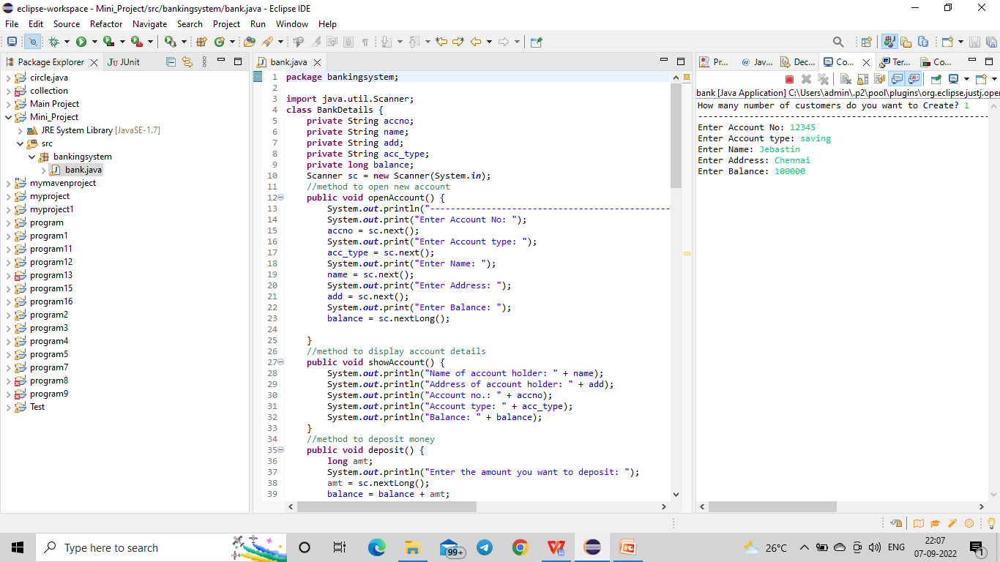 eclipse-workspace - Mini_Project/src/bankingsystem/bank.java - Eclipse IDE
File Edit Source Refactor Navigate Search Project Run Window Help
Package Explorer JUnit
circle.java
collection
Main Project
Mini_Project
JRE System Library [JavaSE-1.7]
src
bankingsystem
bank.java
mymavenproject
myproject
myproject1
program
program1
program11
program12
program13
program15
program16
program2
program3
program4
program5
program7
program8
program9
Test
bank.java
1 package bankingsystem;
2
3 import java.util.Scanner;
4 class BankDetails {
5 private String accno;
6 private String name;
7 private String add;
8 private String acc_type;
9 private long balance;
10 Scanner sc = new Scanner(System.in);
11 //method to open new account
12 public void openAccount() {
13 System.out.println("-----------------------------------------------
14 System.out.print("Enter Account No: ");
15 accno = sc.next();
16 System.out.print("Enter Account type: ");
17 acc_type = sc.next();
18 System.out.print("Enter Name: ");
19 name = sc.next();
20 System.out.print("Enter Address: ");
21 add = sc.next();
22 System.out.print("Enter Balance: ");
23 balance = sc.nextLong();
24
25 }
26 //method to display account details
27 public void showAccount() {
28 System.out.println("Name of account holder: " + name);
29 System.out.println("Address of account holder: " + add);
30 System.out.println("Account no.: " + accno);
31 System.out.println("Account type: " + acc_type);
32 System.out.println("Balance: " + balance);
33 }
34 //method to deposit money
35 public void deposit() {
36 long amt;
37 System.out.println("Enter the amount you want to deposit: ");
38 amt = sc.nextLong();
39 balance = balance + amt;
Pr... Jav... Dec... Co... Ter... Co...
bank [Java Application] C:\Users\admin\.p2\pool\plugins\org.eclipse.justj.oper
How many number of customers do you want to Create? 1
---------------------------------------------------------
Enter Account No: 12345
Enter Account type: saving
Enter Name: Jebastin
Enter Address: Chennai
Enter Balance: 100000
Type here to search
99+
26°C ENG 22:07
07-09-2022
1